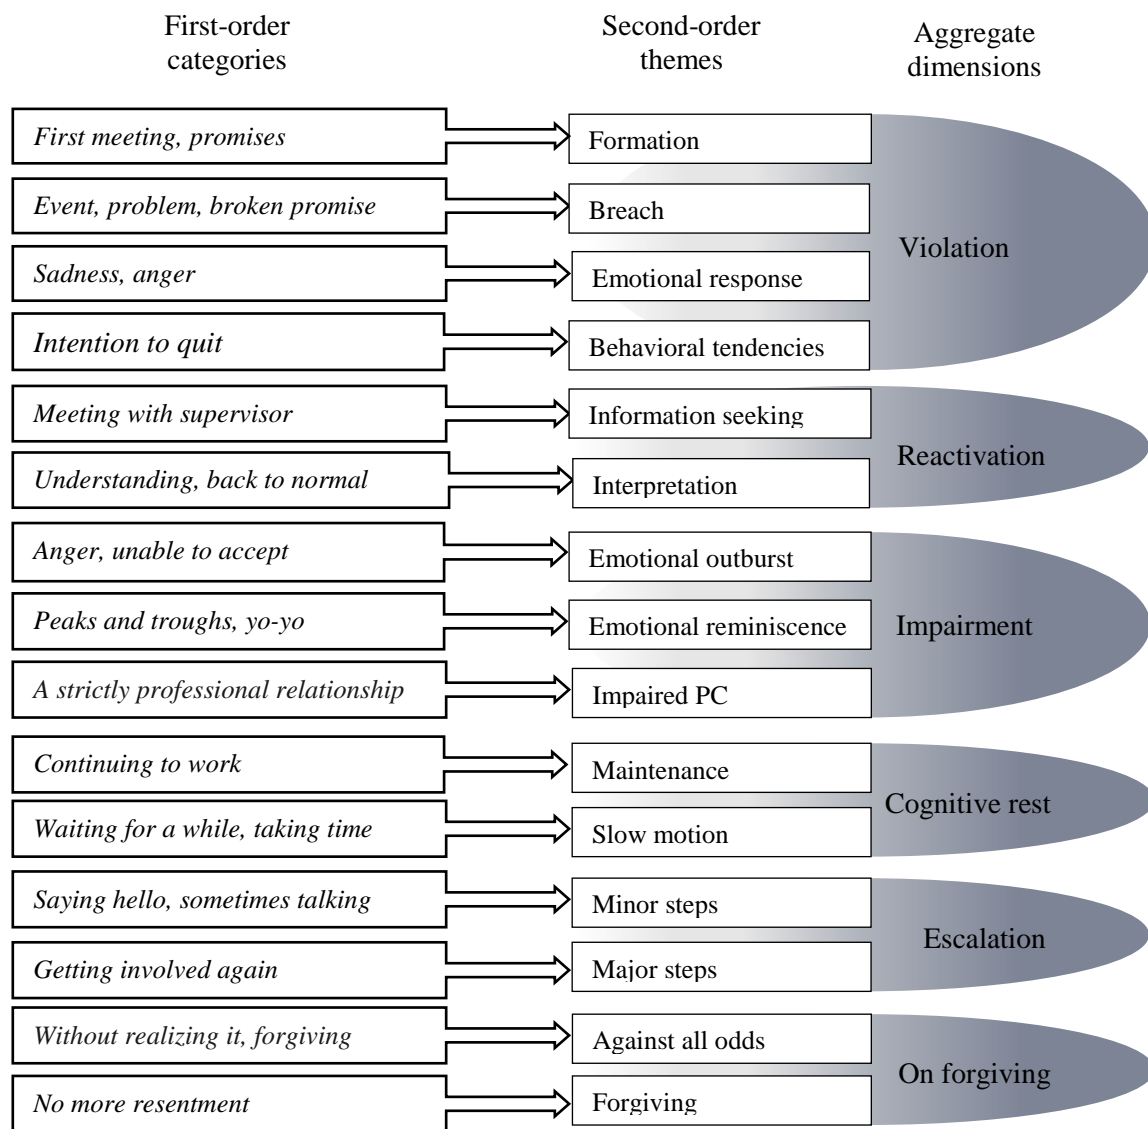 First-order
categories
Second-order
themes
Aggregate
dimensions
First meeting, promises
Formation
Event, problem, broken promise
Breach
Violation
Sadness, anger
Emotional response
Intention to quit
Behavioral tendencies
Meeting with supervisor
Information seeking
Reactivation
Understanding, back to normal
Interpretation
Anger, unable to accept
Emotional outburst
Peaks and troughs, yo-yo
Emotional reminiscence
Impairment
A strictly professional relationship
Impaired PC
Continuing to work
Maintenance
Cognitive rest
Waiting for a while, taking time
Slow motion
Saying hello, sometimes talking
Minor steps
Escalation
Getting involved again
Major steps
Without realizing it, forgiving
Against all odds
On forgiving
No more resentment
Forgiving